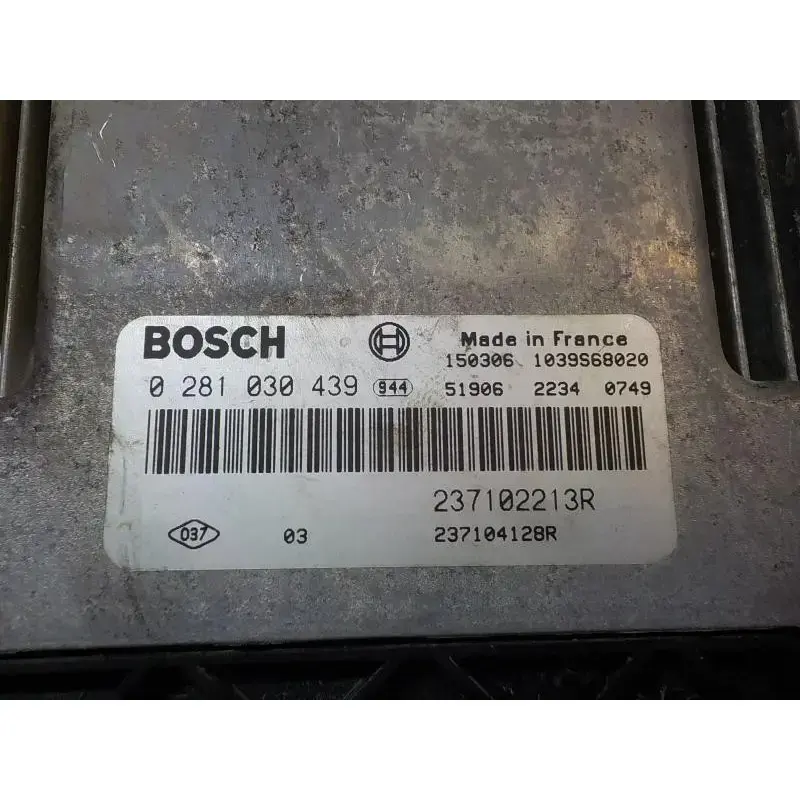 BOSCH
Made in France
150306 1039S68020
0 281 030 439 944 51906 2234 0749
237102213R
037 03 237104128R